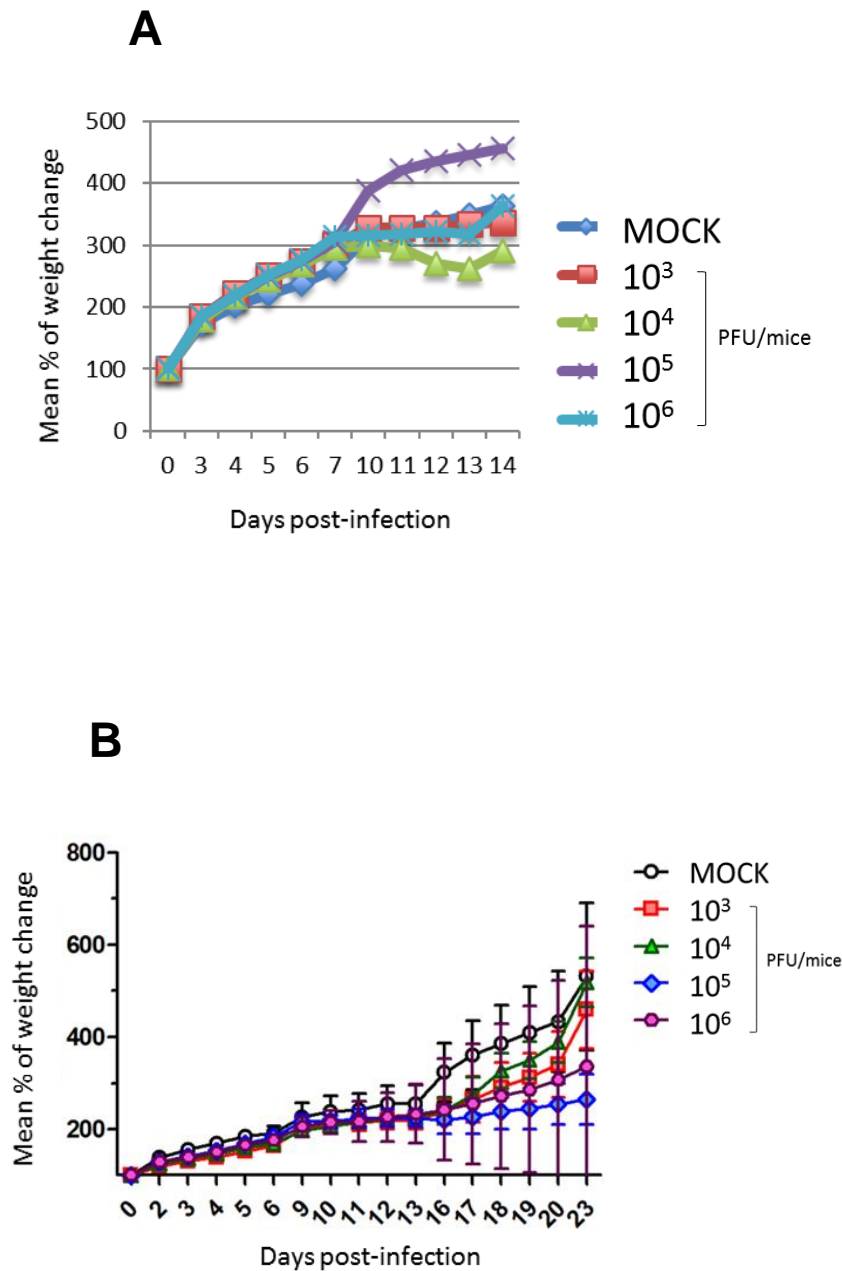 A
Mean % of weight change
500
400
300
200
100
0
0 3 4 5 6 7 10 11 12 13 14
Days post-infection
MOCK
10³
10⁴
10⁵
10⁶
PFU/mice
B
Mean % of weight change
800
600
400
200
0 2 3 4 5 6 9 10 11 12 13 16 17 18 19 20 23
Days post-infection
MOCK
10³
10⁴
10⁵
10⁶
PFU/mice